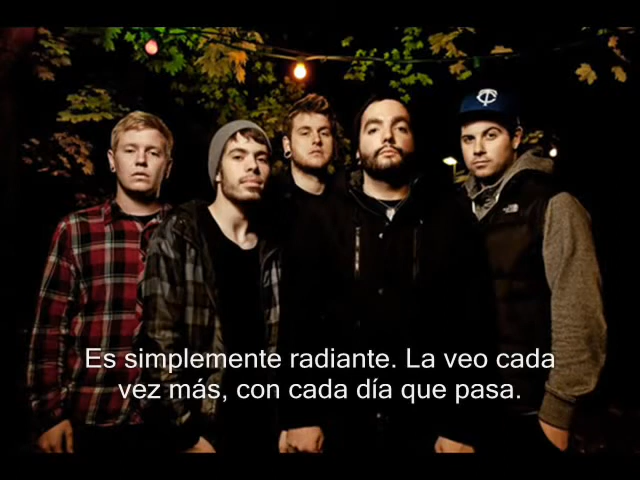 Es simplemente radiante. La veo cada
vez más, con cada día que pasa.